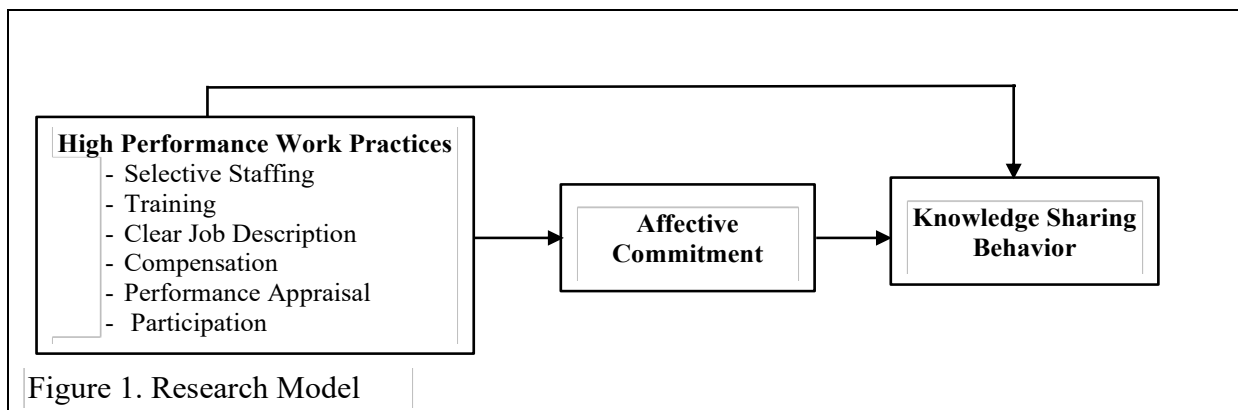 High Performance Work Practices
- Selective Staffing
- Training
- Clear Job Description
- Compensation
- Performance Appraisal
- Participation
Affective
Commitment
Knowledge Sharing
Behavior
Figure 1. Research Model